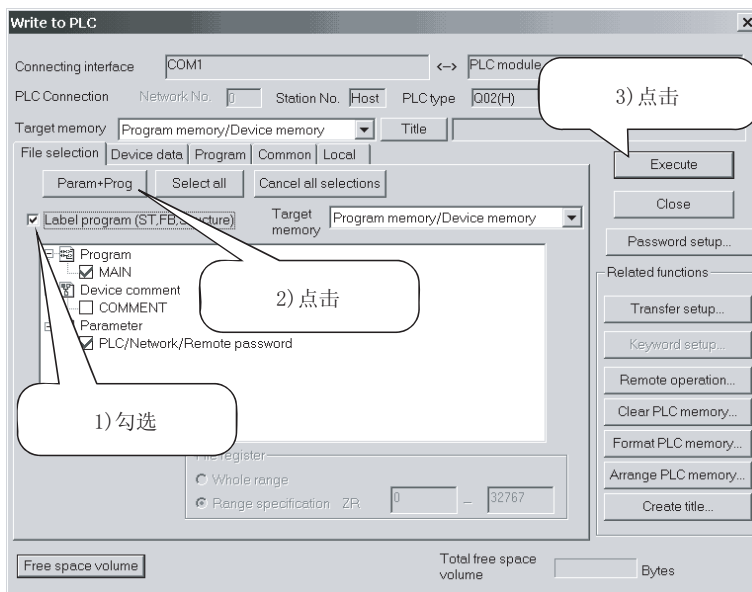 Write to PLC
Connecting interface COM1 <--> PLC module
PLC Connection Network No. 0 Station No. Host PLC type Q02(H)
3)点击
Target memory Program memory/Device memory Title
File selection Device data Program Common Local
Param+Prog Select all Cancel all selections
Execute
Close
Label program (ST,FB,Structure) Target memory Program memory/Device memory
Password setup...
Program
MAIN
Device comment
COMMENT
Parameter
PLC/Network/Remote password
2)点击
1)勾选
Related functions
Transfer setup...
Keyword setup...
Remote operation...
Clear PLC memory...
Format PLC memory...
Arrange PLC memory...
Create title...
File register
Whole range
Range specification ZR 0 – 32767
Free space volume
Total free space volume Bytes